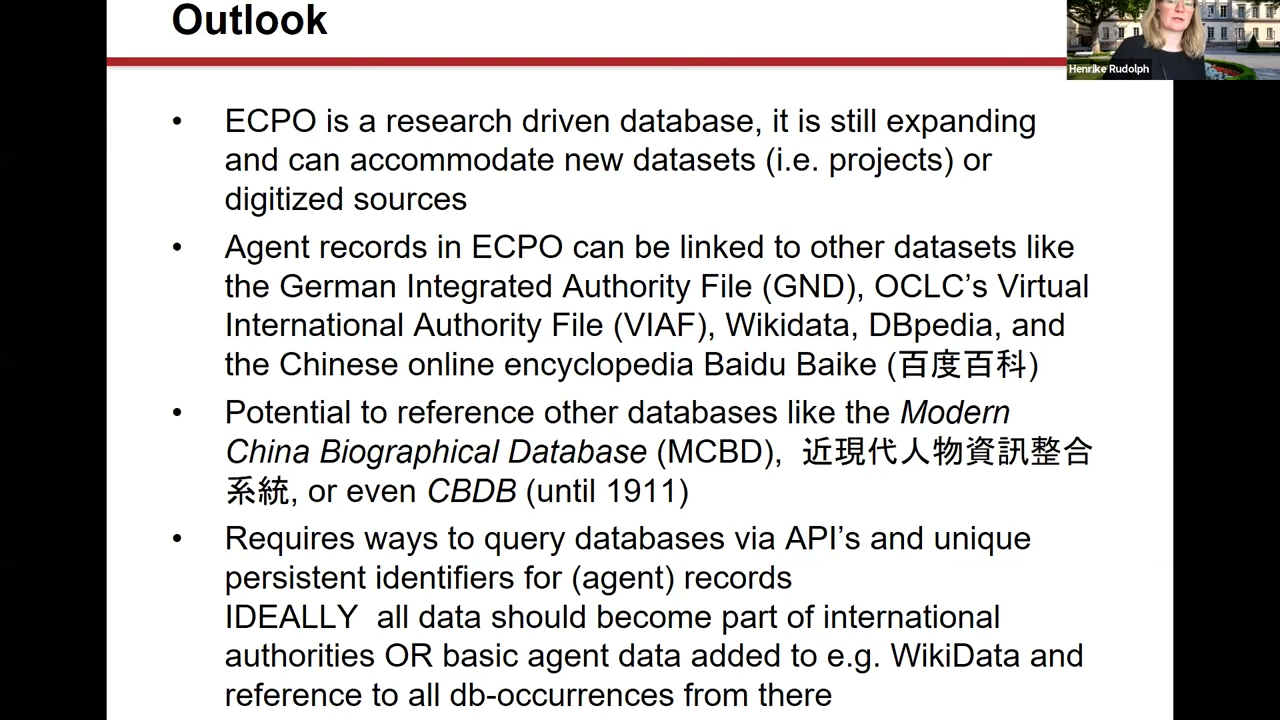 Outlook
Henrike Rudolph
• ECPO is a research driven database, it is still expanding
and can accommodate new datasets (i.e. projects) or
digitized sources
• Agent records in ECPO can be linked to other datasets like
the German Integrated Authority File (GND), OCLC’s Virtual
International Authority File (VIAF), Wikidata, DBpedia, and
the Chinese online encyclopedia Baidu Baike (百度百科)
• Potential to reference other databases like the Modern
China Biographical Database (MCBD), 近現代人物資訊整合
系統, or even CBDB (until 1911)
• Requires ways to query databases via API’s and unique
persistent identifiers for (agent) records
IDEALLY all data should become part of international
authorities OR basic agent data added to e.g. WikiData and
reference to all db-occurrences from there